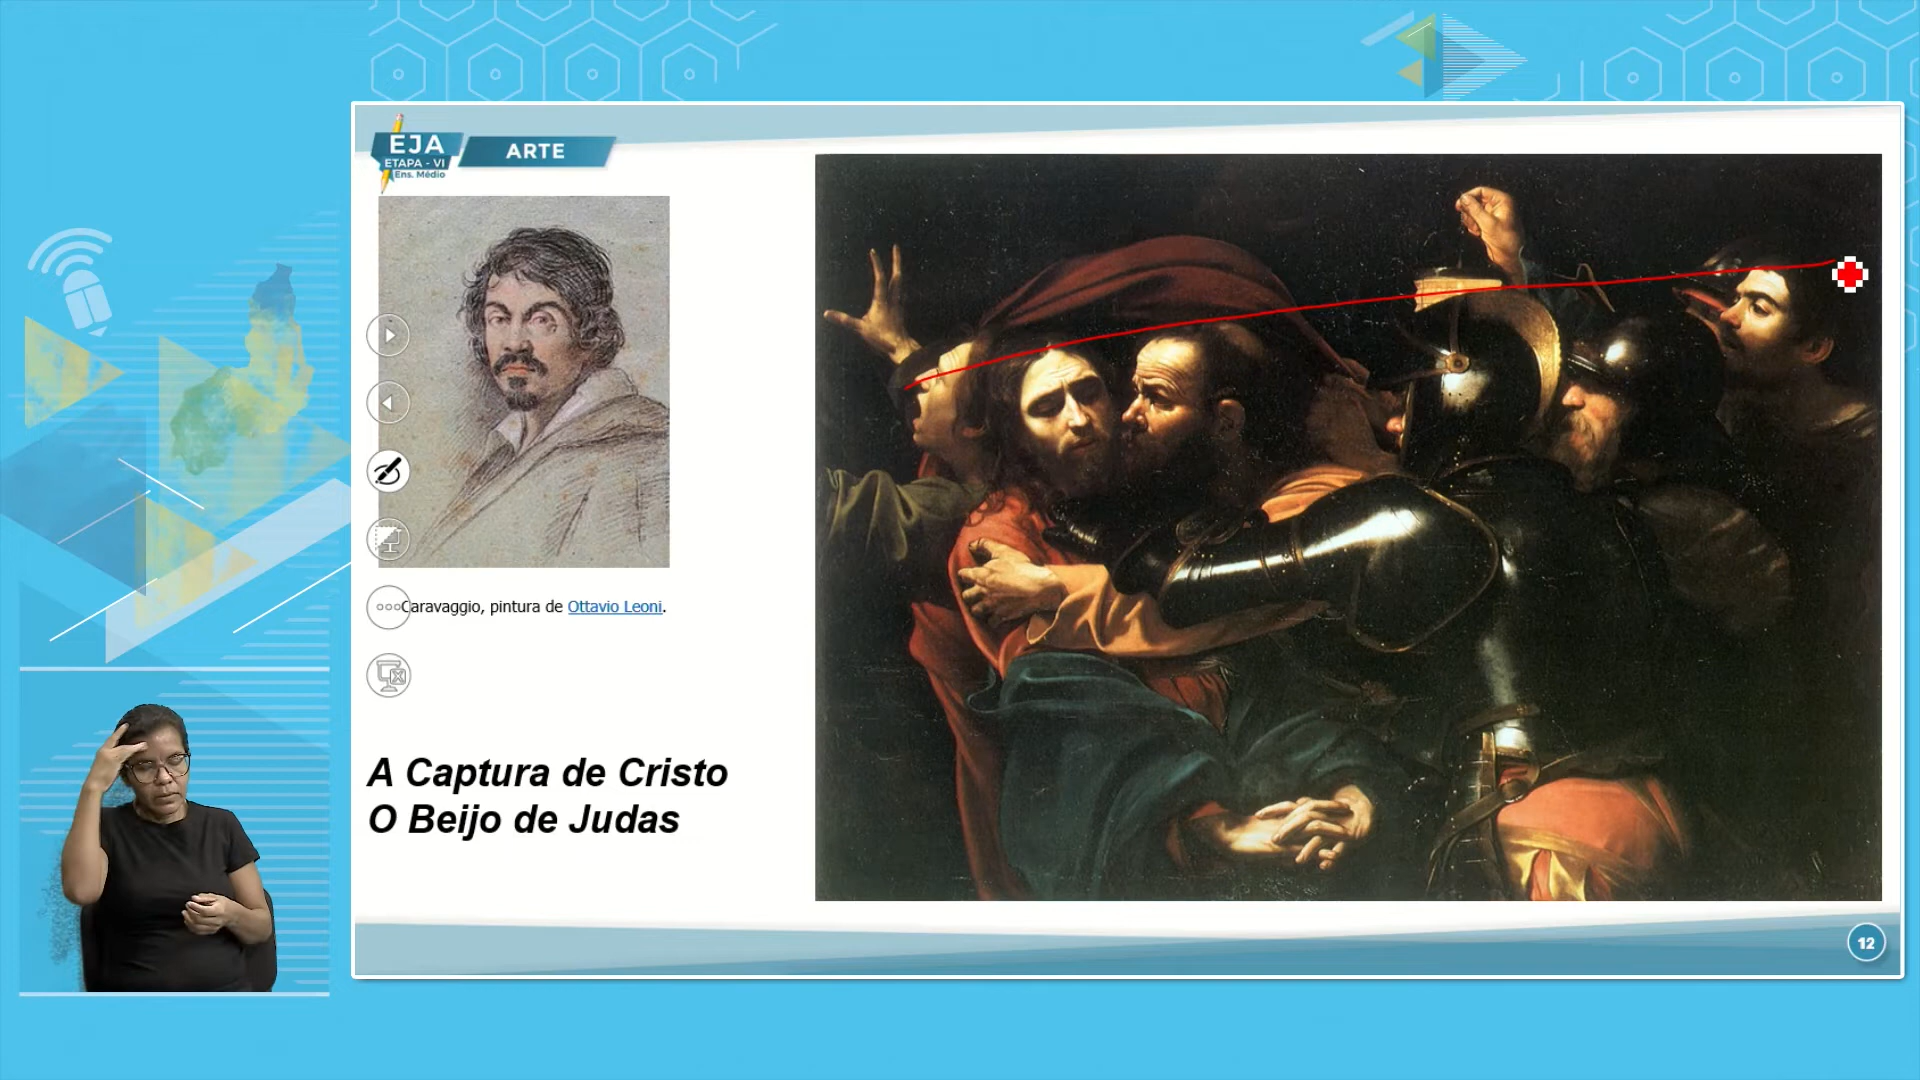 EJA
ETAPA - VI
Ens. Médio
ARTE
Caravaggio, pintura de Ottavio Leoni.
A Captura de Cristo
O Beijo de Judas
12